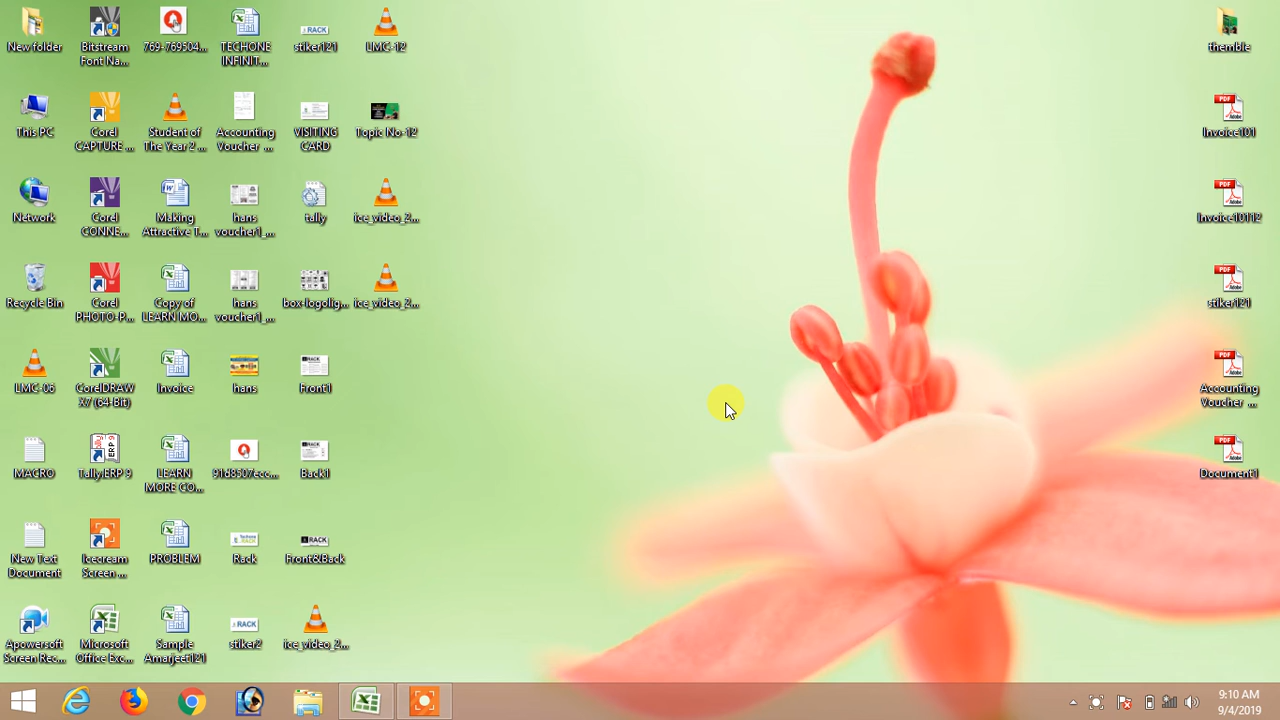 New folder
Bitstream
Font Na...
769-769504...
TECHONE
INFINIT...
stiker121
LMC-12
themble
This PC
Corel
CAPTURE ...
Student of
The Year 2 ...
Accounting
Voucher ...
VISITING
CARD
Topic No-12
Invoice101
Network
Corel
CONNE...
Making
Attractive T...
hans
voucher1_...
tally
ice_video_2...
Invoice10112
Recycle Bin
Corel
PHOTO-P...
Copy of
LEARN MO...
hans
voucher1_...
box-logolig...
ice_video_2...
stiker121
LMC-08
CorelDRAW
X7 (64-Bit)
Invoice
hans
Front1
Accounting
Voucher ...
MACRO
Tally.ERP 9
LEARN
MORE CO...
91d8507ecc...
Back1
Document1
New Text
Document
Icecream
Screen ...
PROBLEM
Rack
Front&Back
Apowersoft
Screen Rec...
Microsoft
Office Exc...
Sample
Amarjeet121
stiker2
ice_video_2...
9:10 AM
9/4/2019